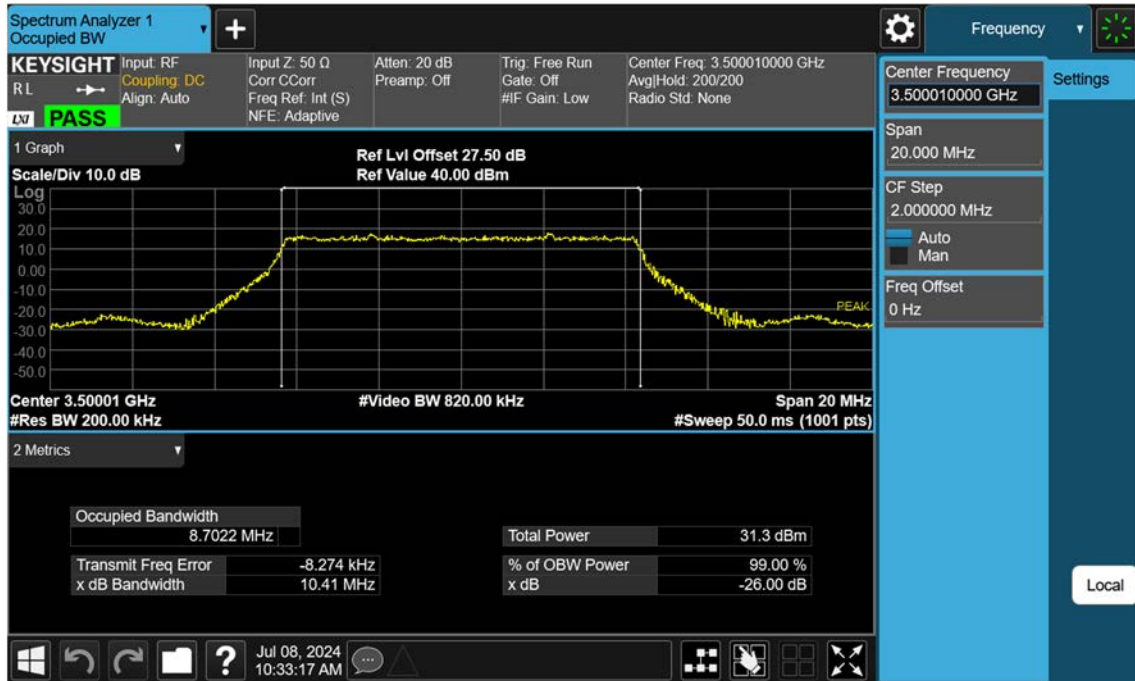 Spectrum Analyzer 1
Occupied BW
Frequency
KEYSIGHT
RL
LXI PASS
Input: RF
Coupling: DC
Align: Auto
Input Z: 50 Ω
Corr CCorr
Freq Ref: Int (S)
NFE: Adaptive
Atten: 20 dB
Preamp: Off
Trig: Free Run
Gate: Off
#IF Gain: Low
Center Freq: 3.500010000 GHz
Avg|Hold: 200/200
Radio Std: None
Center Frequency
3.500010000 GHz
Settings
Span
20.000 MHz
CF Step
2.000000 MHz
Auto
Man
Freq Offset
0 Hz
Local
1 Graph
Scale/Div 10.0 dB
Ref Lvl Offset 27.50 dB
Ref Value 40.00 dBm
Log
30.0
20.0
10.0
0.00
-10.0
-20.0
-30.0
-40.0
-50.0
PEAK
Center 3.50001 GHz
#Video BW 820.00 kHz
Span 20 MHz
#Res BW 200.00 kHz
#Sweep 50.0 ms (1001 pts)
2 Metrics
Occupied Bandwidth
8.7022 MHz
Total Power 31.3 dBm
Transmit Freq Error -8.274 kHz
% of OBW Power 99.00 %
x dB Bandwidth 10.41 MHz
x dB -26.00 dB
?
Jul 08, 2024
10:33:17 AM